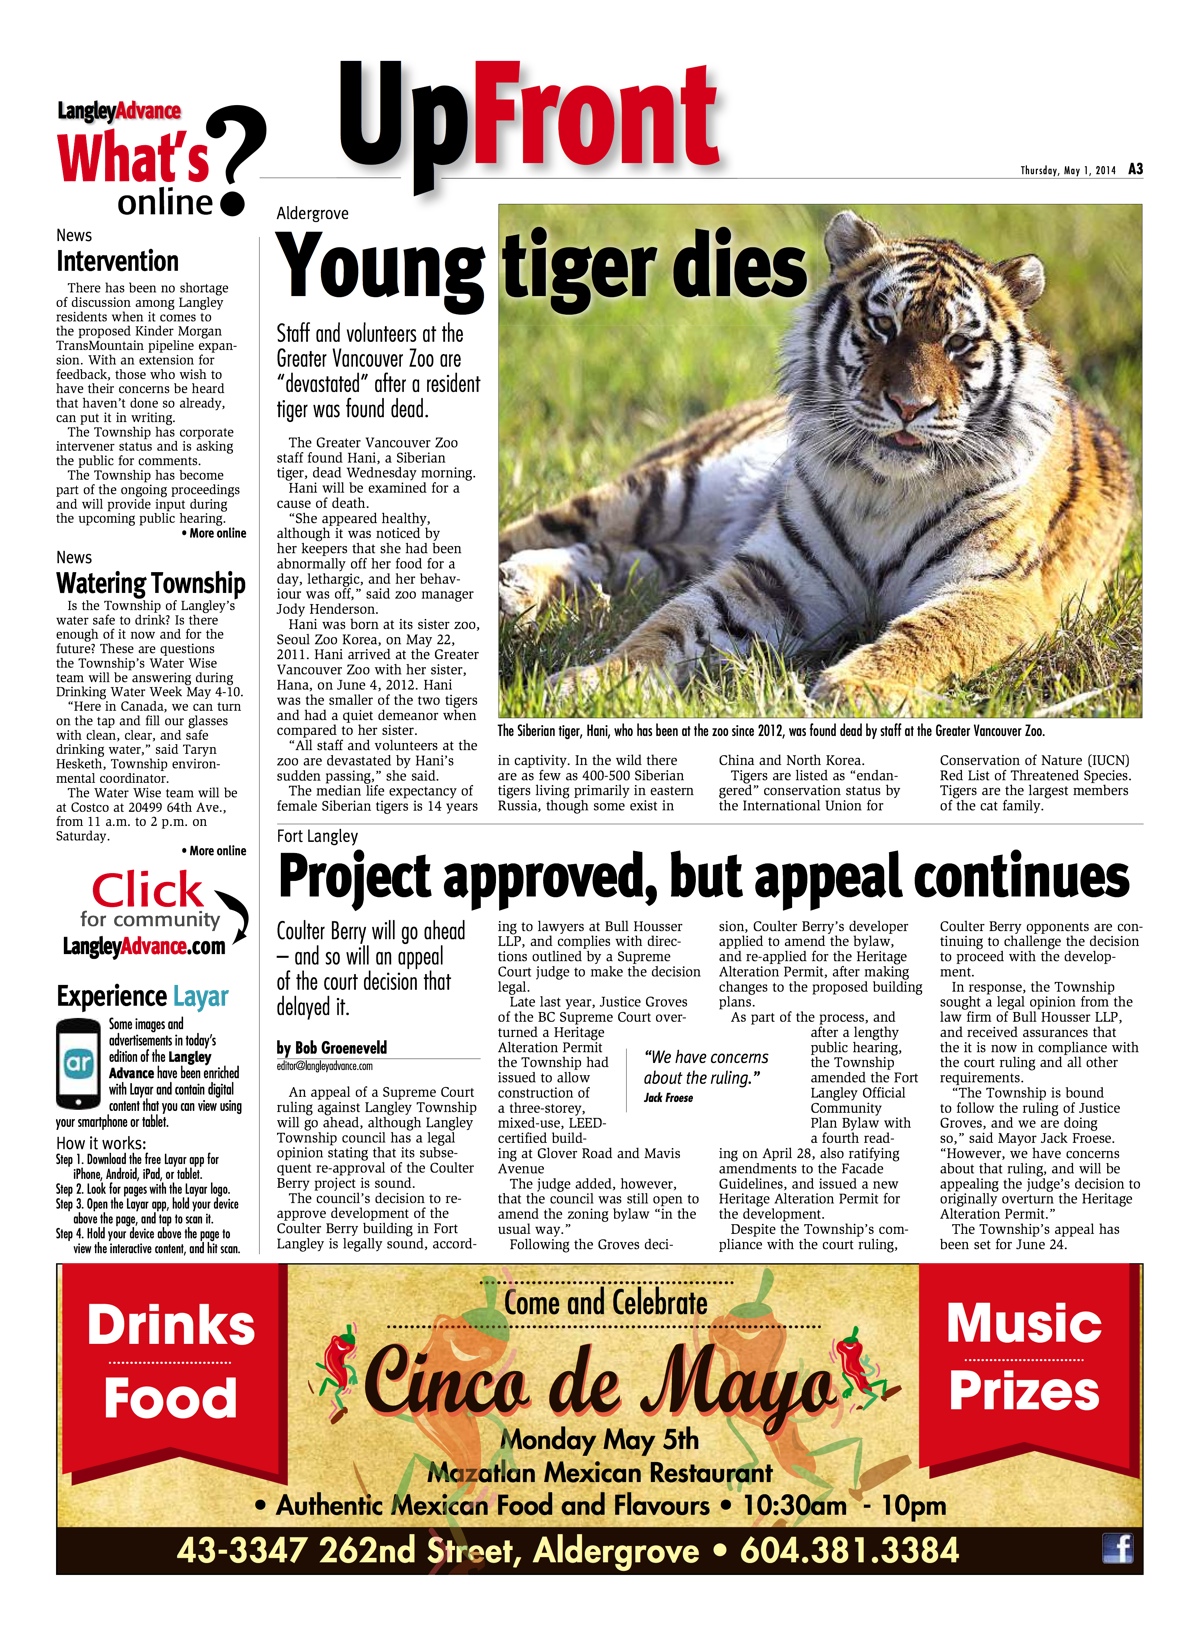 LangleyAdvance
What's
online?
UpFront
Thursday, May 1, 2014 A3
News
Intervention
There has been no shortage
of discussion among Langley
residents when it comes to
the proposed Kinder Morgan
TransMountain pipeline expan-
sion. With an extension for
feedback, those who wish to
have their concerns be heard
that haven't done so already,
can put it in writing.
The Township has corporate
intervener status and is asking
the public for comments.
The Township has become
part of the ongoing proceedings
and will provide input during
the upcoming public hearing.
• More online
News
Watering Township
Is the Township of Langley's
water safe to drink? Is there
enough of it now and for the
future? These are questions
the Township's Water Wise
team will be answering during
Drinking Water Week May 4-10.
"Here in Canada, we can turn
on the tap and fill our glasses
with clean, clear, and safe
drinking water," said Taryn
Hesketh, Township environ-
mental coordinator.
The Water Wise team will be
at Costco at 20499 64th Ave.,
from 11 a.m. to 2 p.m. on
Saturday.
• More online
Click
for community
LangleyAdvance.com
Experience Layar
ar
Some images and
advertisements in today's
edition of the Langley
Advance have been enriched
with Layar and contain digital
content that you can view using
your smartphone or tablet.
How it works:
Step 1. Download the free Layar app for
iPhone, Android, iPad, or tablet.
Step 2. Look for pages with the Layar logo.
Step 3. Open the Layar app, hold your device
above the page, and tap to scan it.
Step 4. Hold your device above the page to
view the interactive content, and hit scan.
Aldergrove
Young tiger dies
Staff and volunteers at the
Greater Vancouver Zoo are
"devastated" after a resident
tiger was found dead.
The Greater Vancouver Zoo
staff found Hani, a Siberian
tiger, dead Wednesday morning.
Hani will be examined for a
cause of death.
"She appeared healthy,
although it was noticed by
her keepers that she had been
abnormally off her food for a
day, lethargic, and her behav-
iour was off," said zoo manager
Jody Henderson.
Hani was born at its sister zoo,
Seoul Zoo Korea, on May 22,
2011. Hani arrived at the Greater
Vancouver Zoo with her sister,
Hana, on June 4, 2012. Hani
was the smaller of the two tigers
and had a quiet demeanor when
compared to her sister.
"All staff and volunteers at the
zoo are devastated by Hani's
sudden passing," she said.
The median life expectancy of
female Siberian tigers is 14 years
The Siberian tiger, Hani, who has been at the zoo since 2012, was found dead by staff at the Greater Vancouver Zoo.
in captivity. In the wild there
are as few as 400-500 Siberian
tigers living primarily in eastern
Russia, though some exist in
China and North Korea.
Tigers are listed as "endan-
gered" conservation status by
the International Union for
Conservation of Nature (IUCN)
Red List of Threatened Species.
Tigers are the largest members
of the cat family.
Fort Langley
Project approved, but appeal continues
Coulter Berry will go ahead
– and so will an appeal
of the court decision that
delayed it.
by Bob Groeneveld
editor@langleyadvance.com
An appeal of a Supreme Court
ruling against Langley Township
will go ahead, although Langley
Township council has a legal
opinion stating that its subse-
quent re-approval of the Coulter
Berry project is sound.
The council's decision to re-
approve development of the
Coulter Berry building in Fort
Langley is legally sound, accord-
ing to lawyers at Bull Housser
LLP, and complies with direc-
tions outlined by a Supreme
Court judge to make the decision
legal.
Late last year, Justice Groves
of the BC Supreme Court over-
turned a Heritage
Alteration Permit
the Township had
issued to allow
construction of
a three-storey,
mixed-use, LEED-
certified build-
ing at Glover Road and Mavis
Avenue
The judge added, however,
that the council was still open to
amend the zoning bylaw "in the
usual way."
Following the Groves deci-
"We have concerns
about the ruling."
Jack Froese
sion, Coulter Berry's developer
applied to amend the bylaw,
and re-applied for the Heritage
Alteration Permit, after making
changes to the proposed building
plans.
As part of the process, and
after a lengthy
public hearing,
the Township
amended the Fort
Langley Official
Community
Plan Bylaw with
a fourth read-
ing on April 28, also ratifying
amendments to the Facade
Guidelines, and issued a new
Heritage Alteration Permit for
the development.
Despite the Township's com-
pliance with the court ruling,
Coulter Berry opponents are con-
tinuing to challenge the decision
to proceed with the develop-
ment.
In response, the Township
sought a legal opinion from the
law firm of Bull Housser LLP,
and received assurances that
the it is now in compliance with
the court ruling and all other
requirements.
"The Township is bound
to follow the ruling of Justice
Groves, and we are doing
so," said Mayor Jack Froese.
"However, we have concerns
about that ruling, and will be
appealing the judge's decision to
originally overturn the Heritage
Alteration Permit."
The Township's appeal has
been set for June 24.
Drinks
Food
Come and Celebrate
Cinco de Mayo
Monday May 5th
Mazatlan Mexican Restaurant
• Authentic Mexican Food and Flavours • 10:30am - 10pm
Music
Prizes
43-3347 262nd Street, Aldergrove • 604.381.3384
f